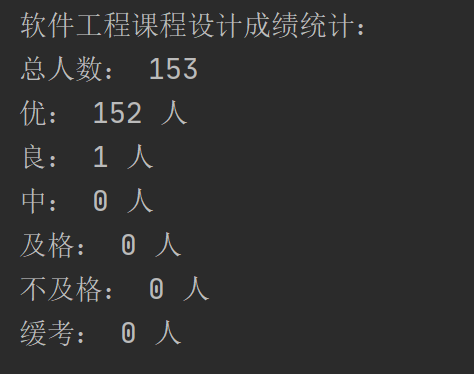 软件工程课程设计成绩统计：
总人数： 153
优： 152 人
良： 1 人
中： 0 人
及格： 0 人
不及格： 0 人
缓考： 0 人